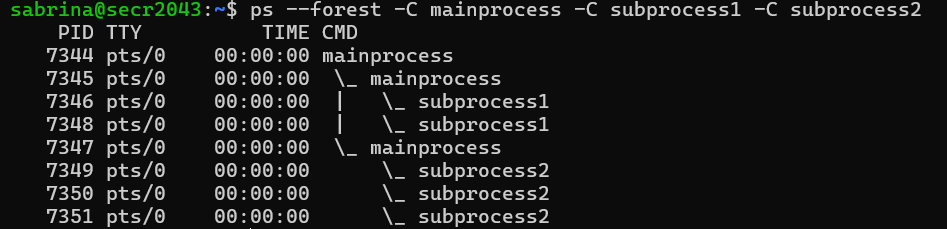 sabrina@secr2043:~$ ps --forest -C mainprocess -C subprocess1 -C subprocess2
    PID TTY          TIME CMD
   7344 pts/0    00:00:00 mainprocess
   7345 pts/0    00:00:00  \_ mainprocess
   7346 pts/0    00:00:00  |   \_ subprocess1
   7348 pts/0    00:00:00  |   \_ subprocess1
   7347 pts/0    00:00:00  \_ mainprocess
   7349 pts/0    00:00:00      \_ subprocess2
   7350 pts/0    00:00:00      \_ subprocess2
   7351 pts/0    00:00:00      \_ subprocess2